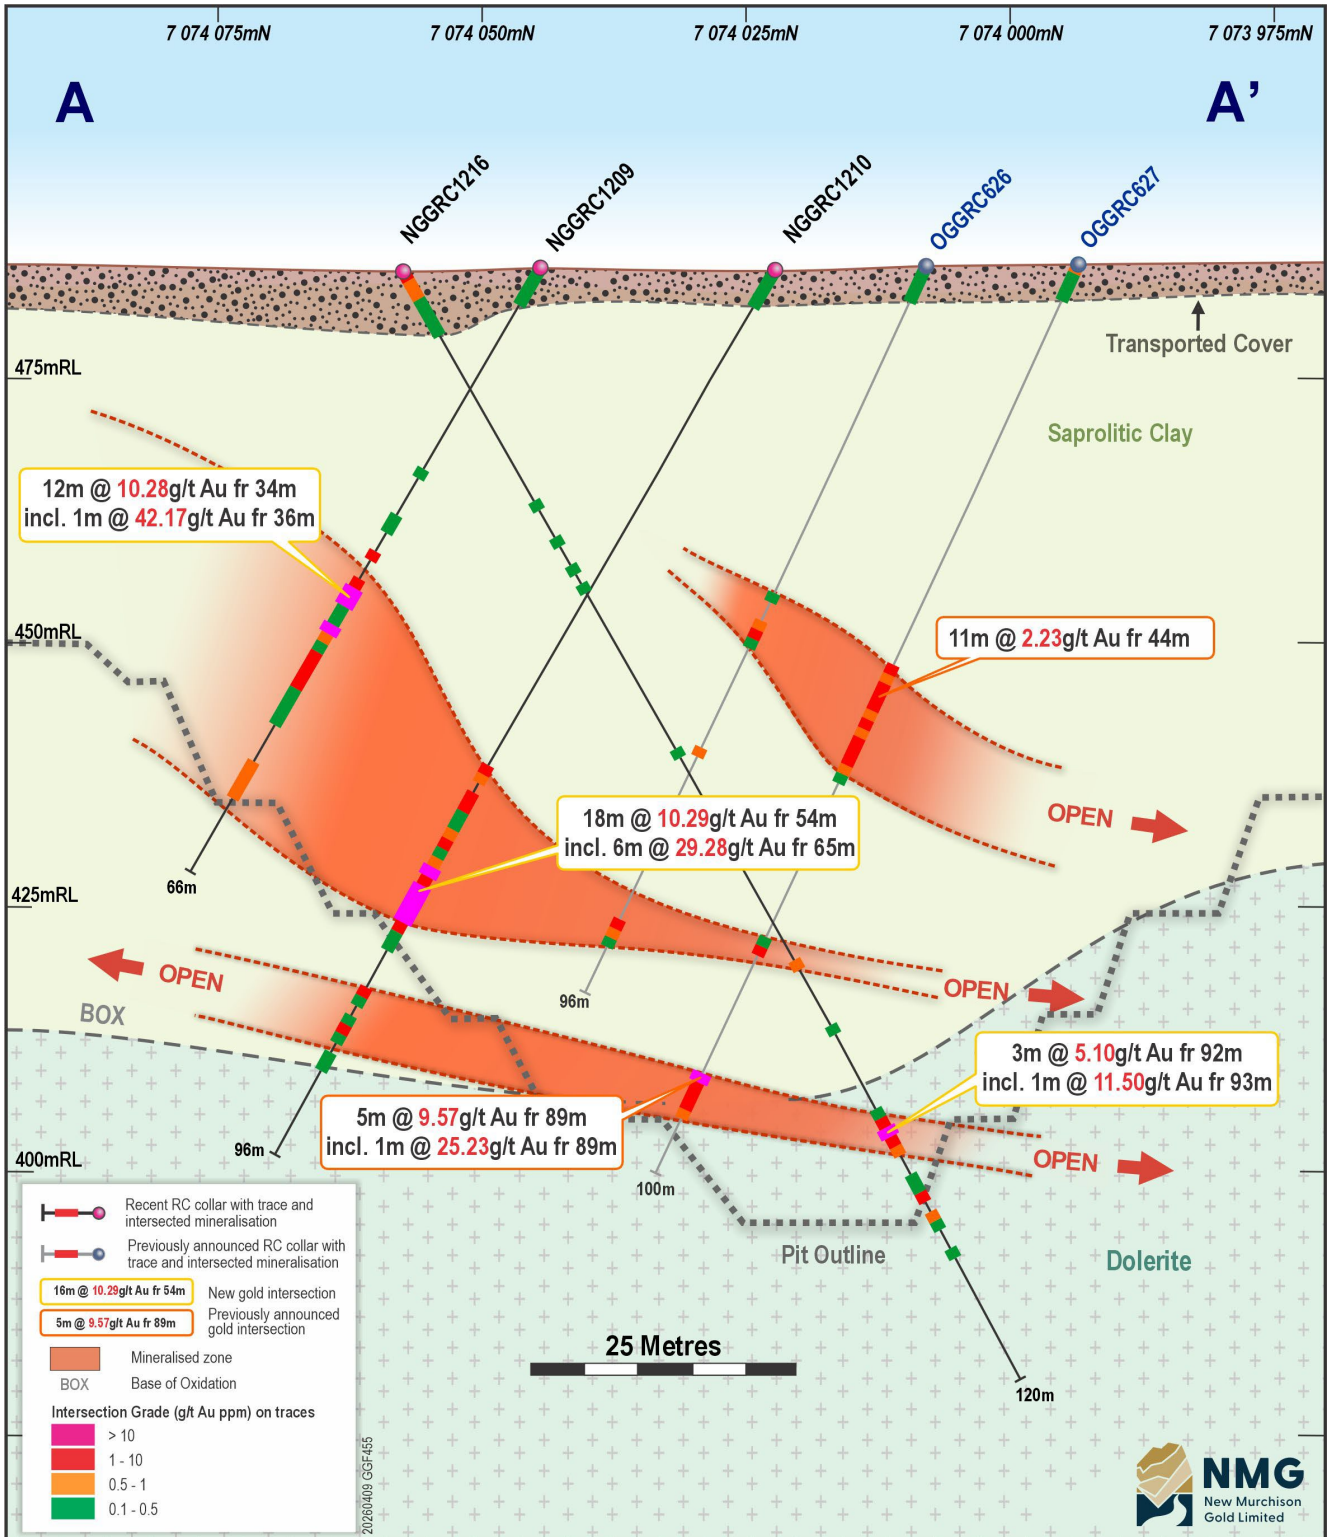 7 074 075mN
7 074 050mN
7 074 025mN
7 074 000mN
7 073 975mN
A
A’
NGGRC1216
NGGRC1209
NGGRC1210
OGGRC626
OGGRC627
Transported Cover
475mRL
Saprolitic Clay
12m @ 10.28g/t Au fr 34m
incl. 1m @ 42.17g/t Au fr 36m
450mRL
11m @ 2.23g/t Au fr 44m
18m @ 10.29g/t Au fr 54m
incl. 6m @ 29.28g/t Au fr 65m
OPEN
66m
425mRL
OPEN
OPEN
96m
BOX
3m @ 5.10g/t Au fr 92m
incl. 1m @ 11.50g/t Au fr 93m
5m @ 9.57g/t Au fr 89m
incl. 1m @ 25.23g/t Au fr 89m
96m
400mRL
OPEN
100m
Pit Outline
Dolerite
25 Metres
120m
Recent RC collar with trace and
intersected mineralisation
Previously announced RC collar with
trace and intersected mineralisation
16m @ 10.29g/t Au fr 54m
New gold intersection
5m @ 9.57g/t Au fr 89m
Previously announced
gold intersection
Mineralised zone
BOX
Base of Oxidation
Intersection Grade (g/t Au ppm) on traces
> 10
1 - 10
0.5 - 1
0.1 - 0.5
20260409 GGF455
NMG
New Murchison
Gold Limited